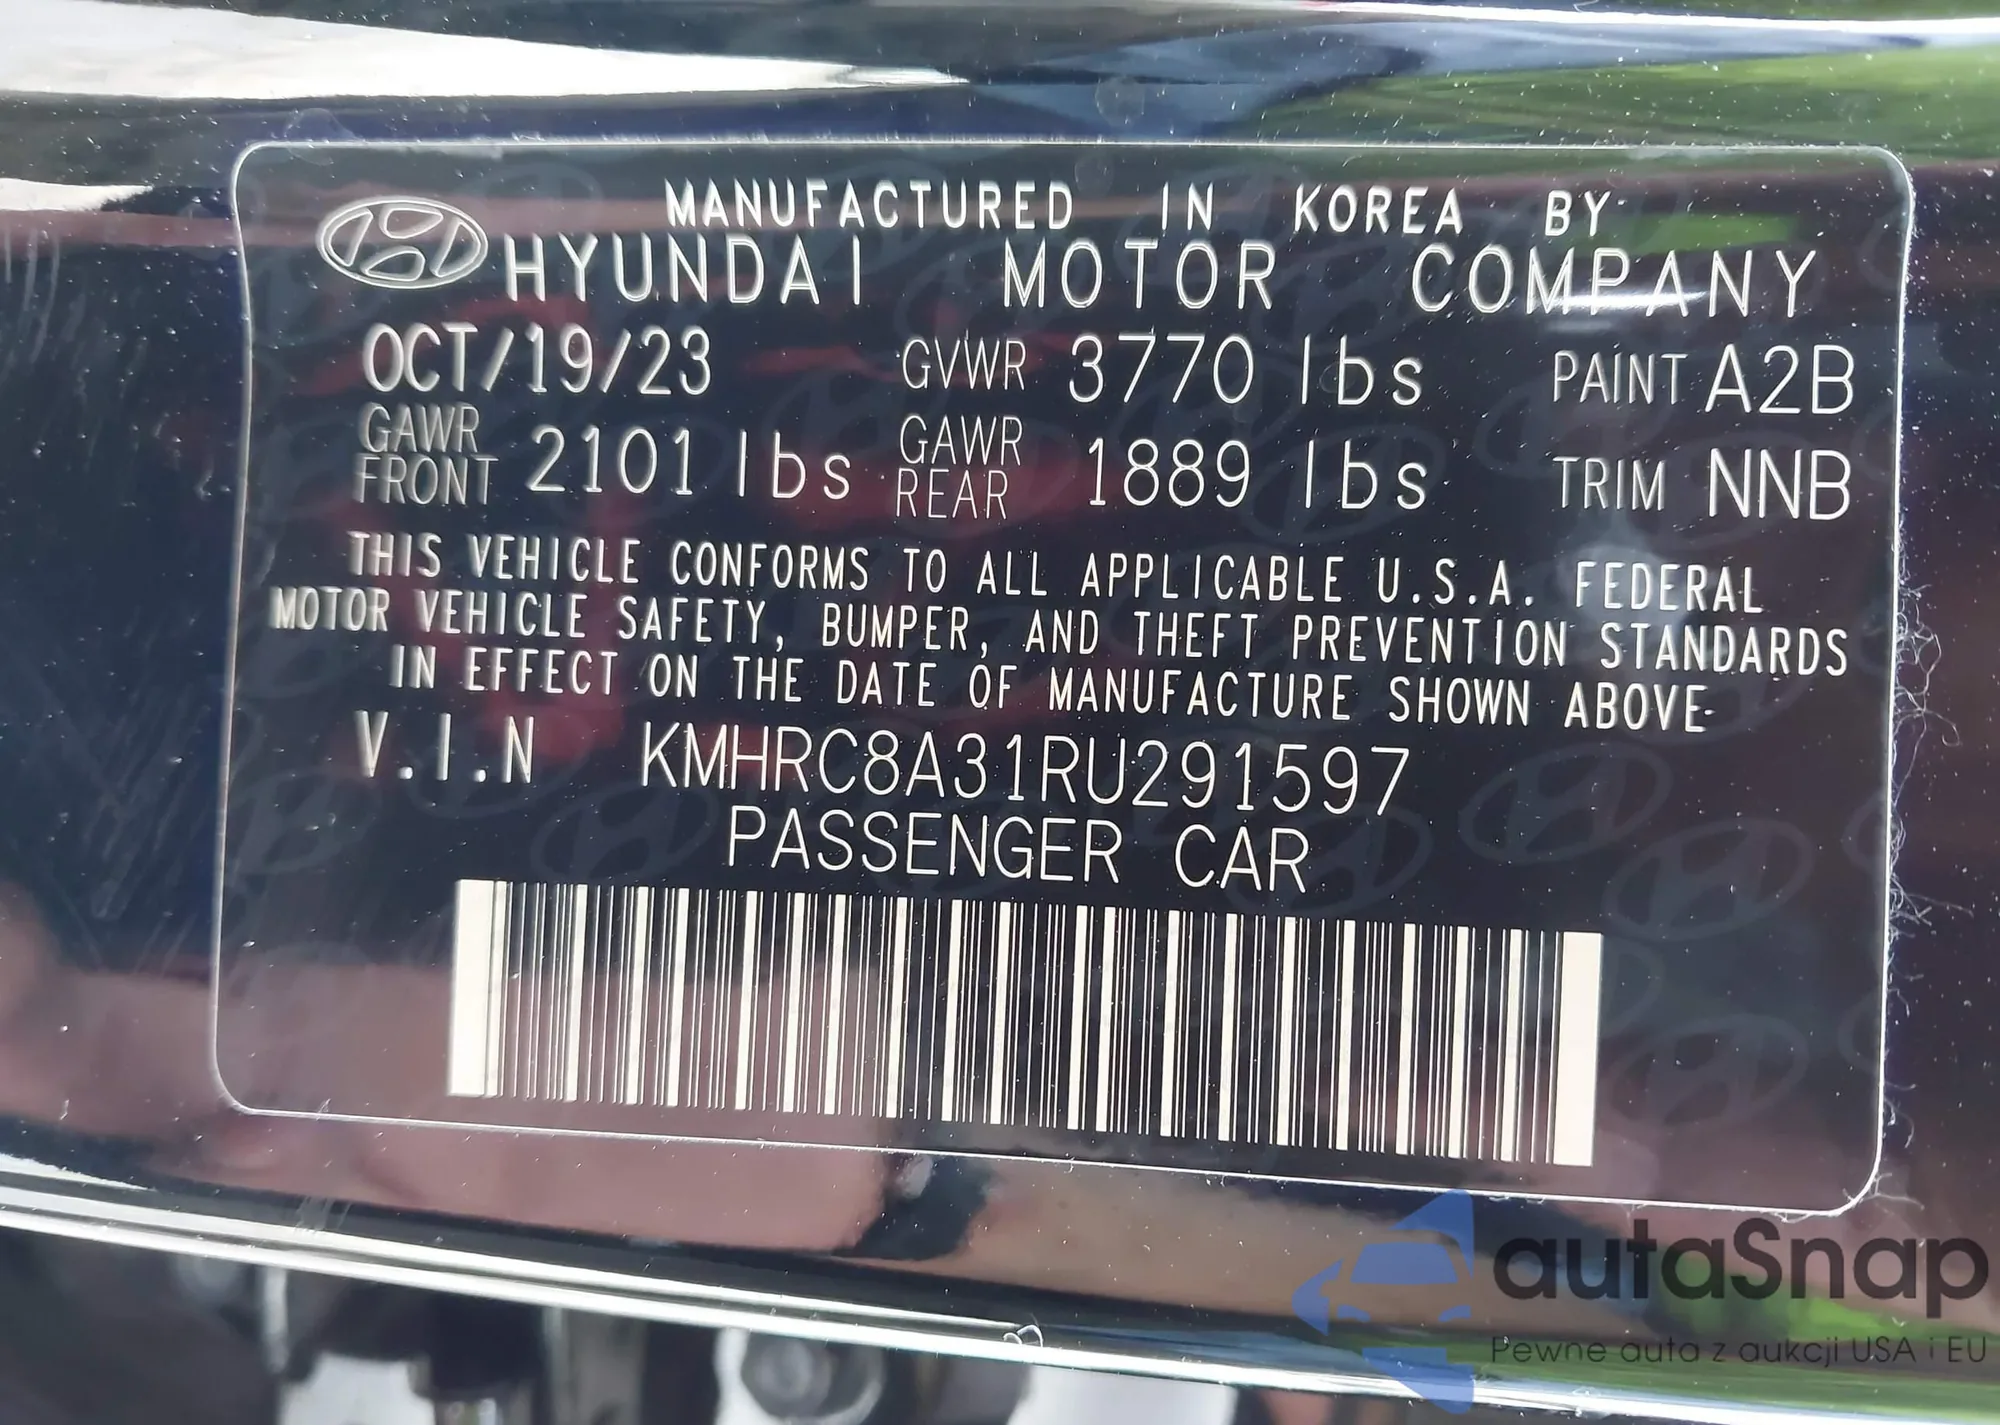 MANUFACTURED IN KOREA BY
HYUNDAI MOTOR COMPANY
OCT/19/23 GVWR 3770 lbs PAINT A2B
GAWR FRONT 2101 lbs GAWR REAR 1889 lbs TRIM NNB
THIS VEHICLE CONFORMS TO ALL APPLICABLE U.S.A. FEDERAL
MOTOR VEHICLE SAFETY, BUMPER, AND THEFT PREVENTION STANDARDS
IN EFFECT ON THE DATE OF MANUFACTURE SHOWN ABOVE
V.I.N KMHRC8A31RU291597
PASSENGER CAR
autaSnap
Pewne auta z aukcji USA i EU